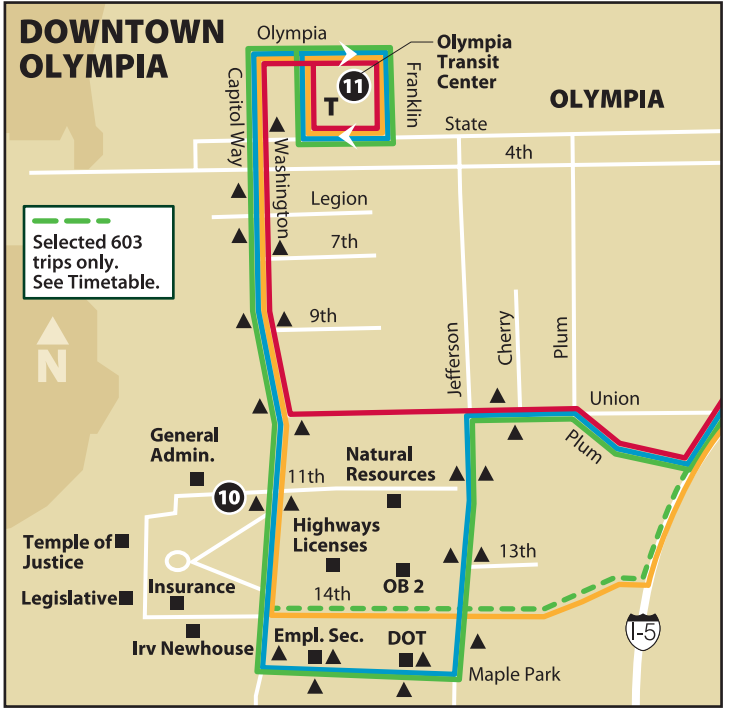 DOWNTOWN
OLYMPIA
Olympia
Olympia
Transit
Center
11
T
Capitol Way
Franklin
OLYMPIA
State
Washington
4th
Legion
7th
Selected 603
trips only.
See Timetable.
9th
N
Jefferson
Cherry
Plum
Union
Plum
General
Admin.
Natural
Resources
11th
10
Highways
Licenses
13th
Temple of
Justice
Insurance
OB 2
Legislative
14th
Irv Newhouse
Empl. Sec.
DOT
I-5
Maple Park